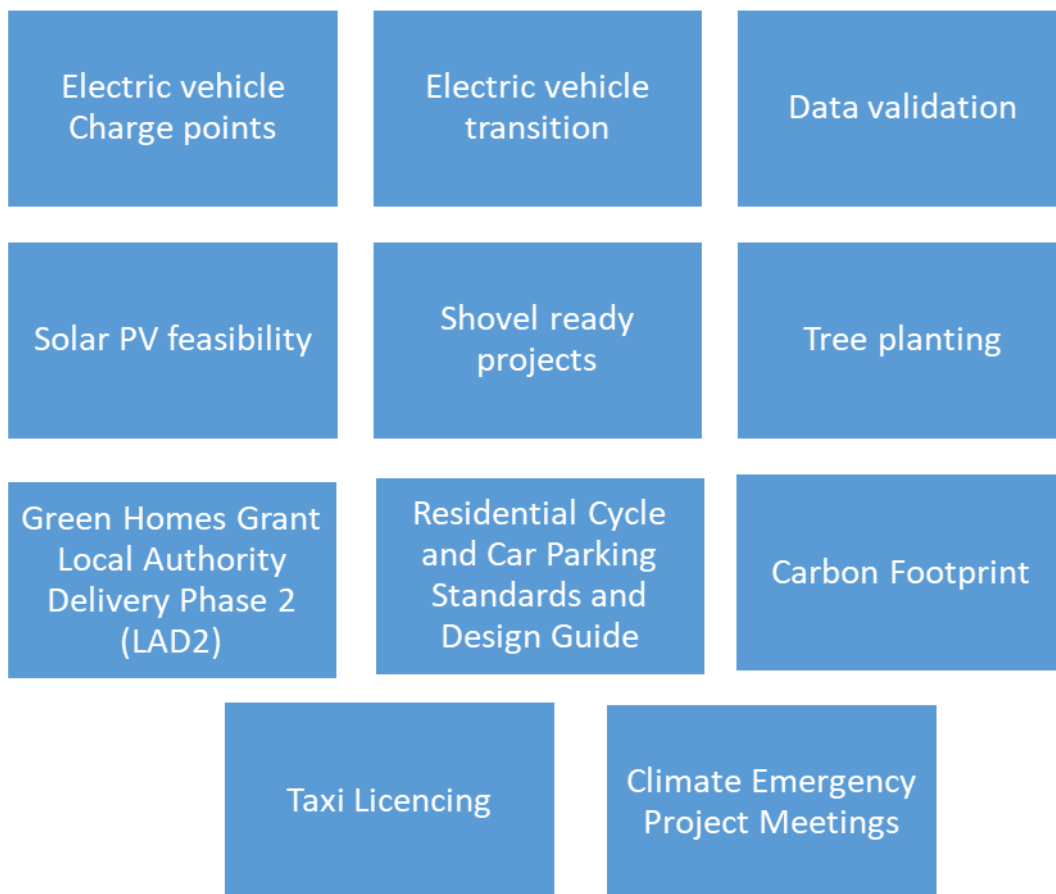 Electric vehicle
Charge points
Electric vehicle
transition
Data validation
Solar PV feasibility
Shovel ready
projects
Tree planting
Green Homes Grant
Local Authority
Delivery Phase 2
(LAD2)
Residential Cycle
and Car Parking
Standards and
Design Guide
Carbon Footprint
Taxi Licencing
Climate Emergency
Project Meetings